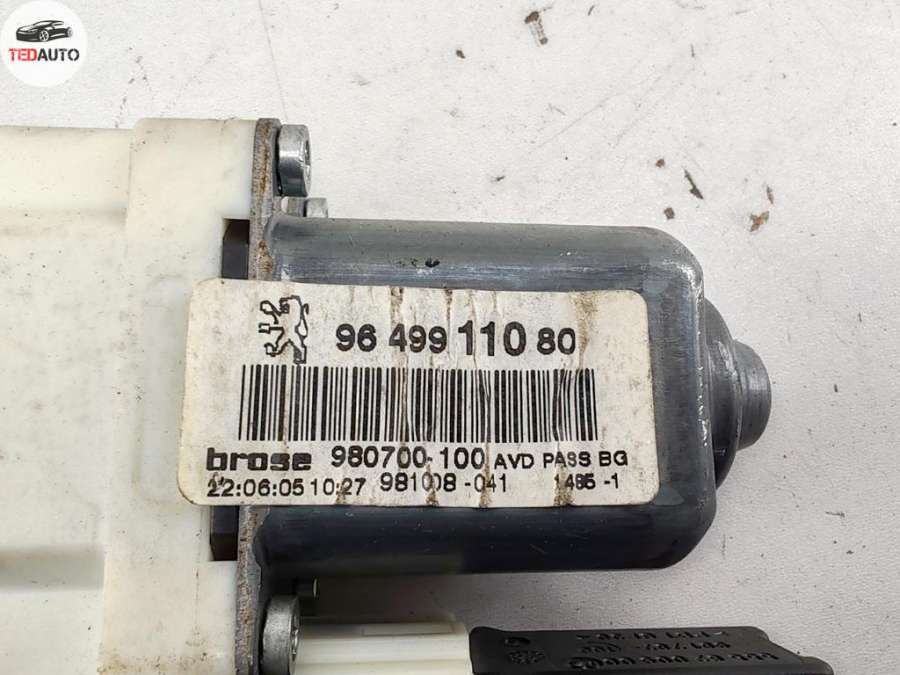 TEDAUTO
96 499 110 80
brose 980700-100 AVD PASS BG
22:06:05 10:27 981008-041 1485-1